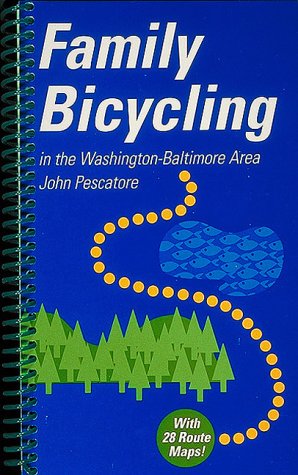 Family
Bicycling
in the Washington-Baltimore Area
John Pescatore
With
28 Route
Maps!